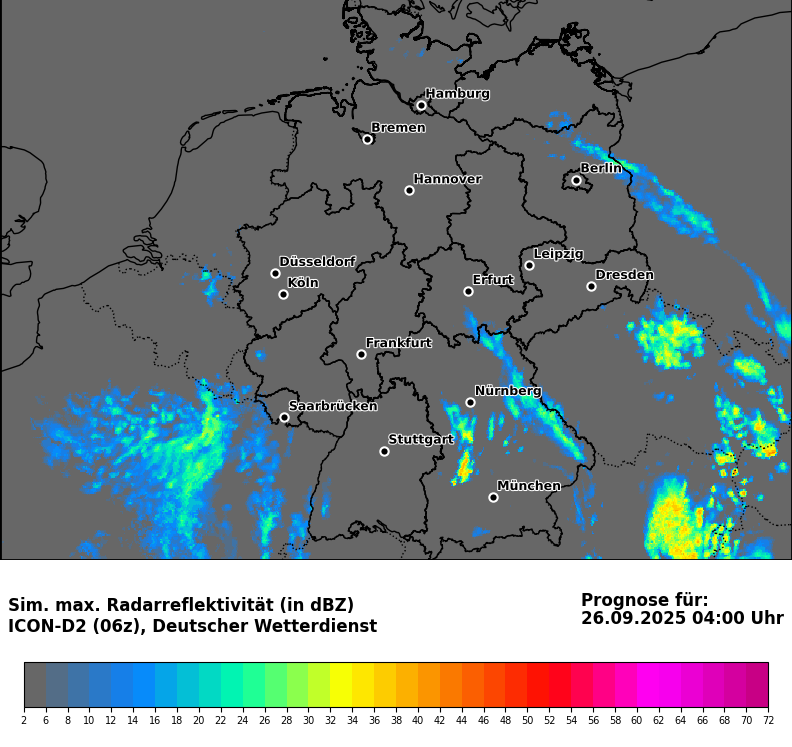 Hamburg
Bremen
Berlin
Hannover
Leipzig
Düsseldorf
Dresden
Köln
Erfurt
Frankfurt
Nürnberg
Saarbrücken
Stuttgart
München
Sim. max. Radarreflektivität (in dBZ)
ICON-D2 (06z), Deutscher Wetterdienst
Prognose für:
26.09.2025 04:00 Uhr
2 6 8 10 12 14 16 18 20 22 24 26 28 30 32 34 36 38 40 42 44 46 48 50 52 54 56 58 60 62 64 66 68 70 72